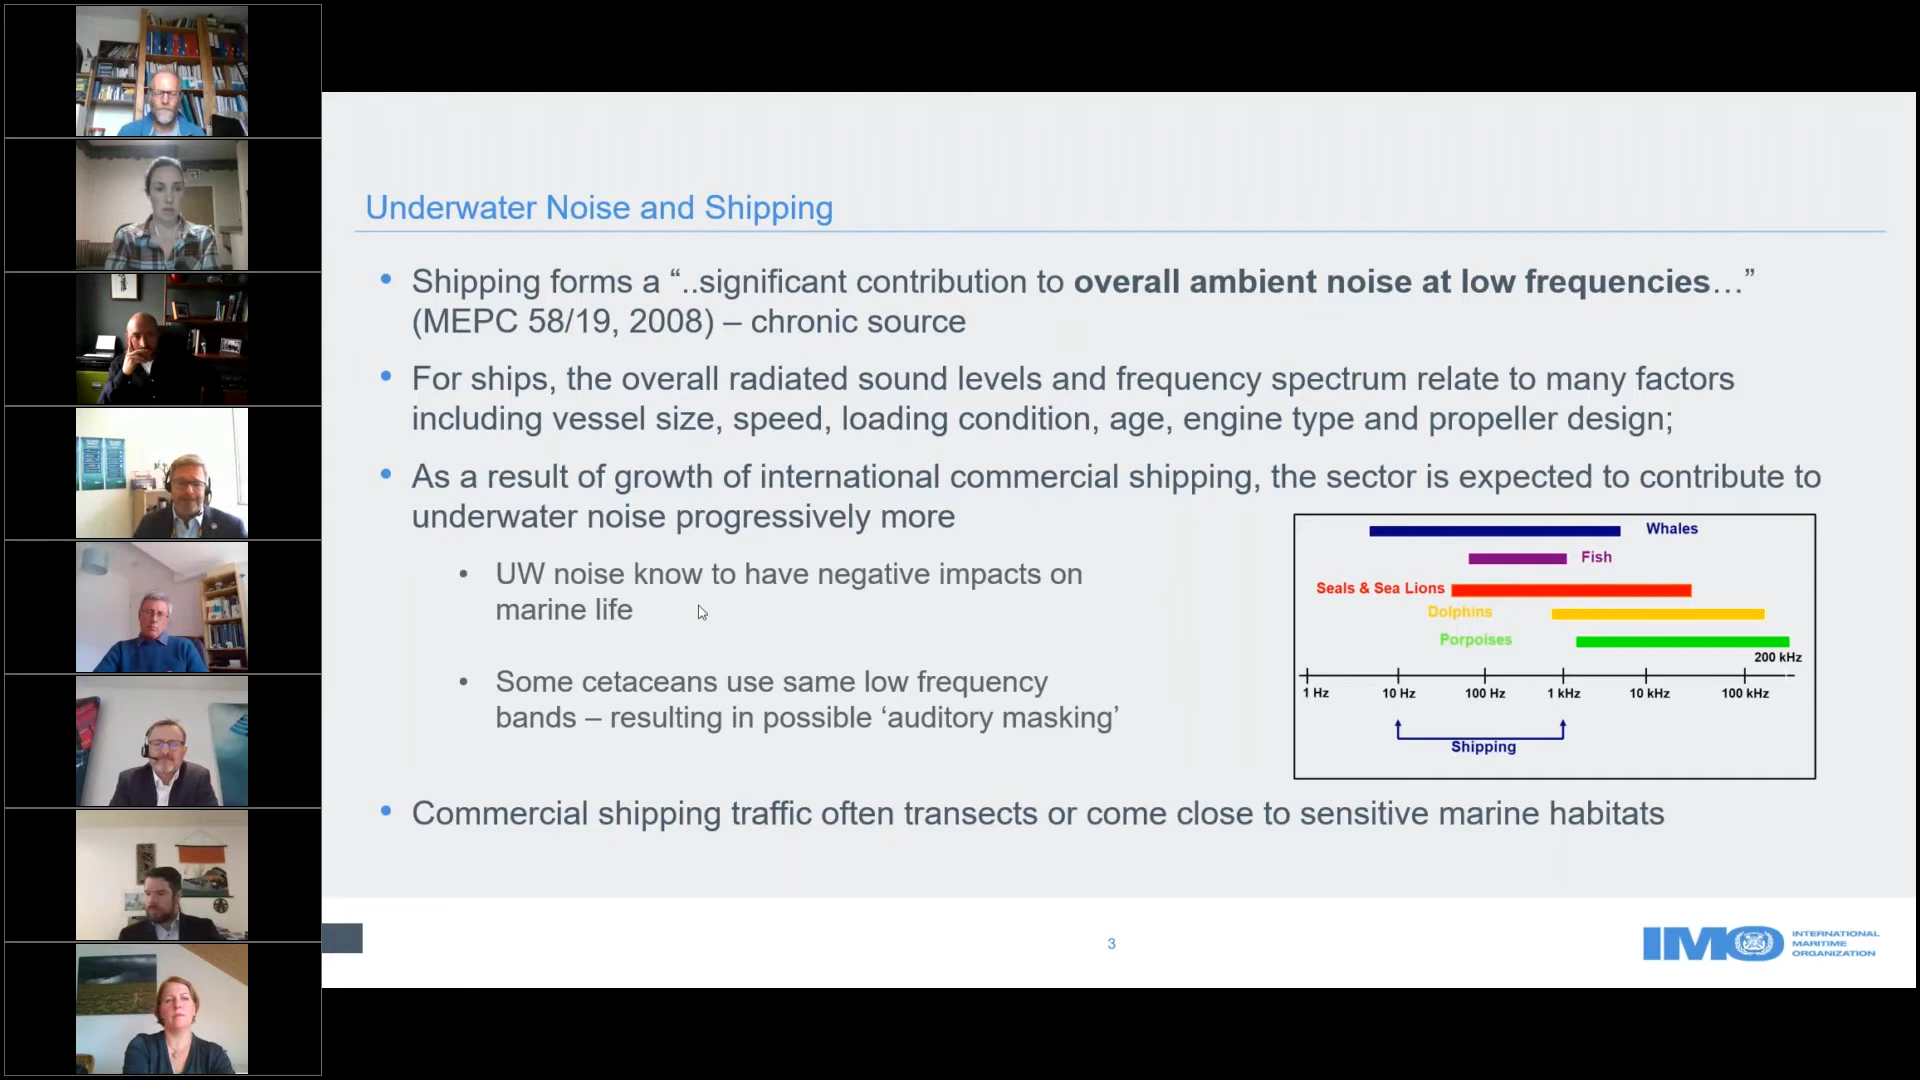 Underwater Noise and Shipping
• Shipping forms a “..significant contribution to overall ambient noise at low frequencies…”
(MEPC 58/19, 2008) – chronic source
• For ships, the overall radiated sound levels and frequency spectrum relate to many factors
including vessel size, speed, loading condition, age, engine type and propeller design;
• As a result of growth of international commercial shipping, the sector is expected to contribute to
underwater noise progressively more
• UW noise know to have negative impacts on
marine life
• Some cetaceans use same low frequency
bands – resulting in possible ‘auditory masking’
Whales
Fish
Seals & Sea Lions
Dolphins
Porpoises
200 kHz
1 Hz 10 Hz 100 Hz 1 kHz 10 kHz 100 kHz
Shipping
• Commercial shipping traffic often transects or come close to sensitive marine habitats
3
IMO
INTERNATIONAL
MARITIME
ORGANIZATION